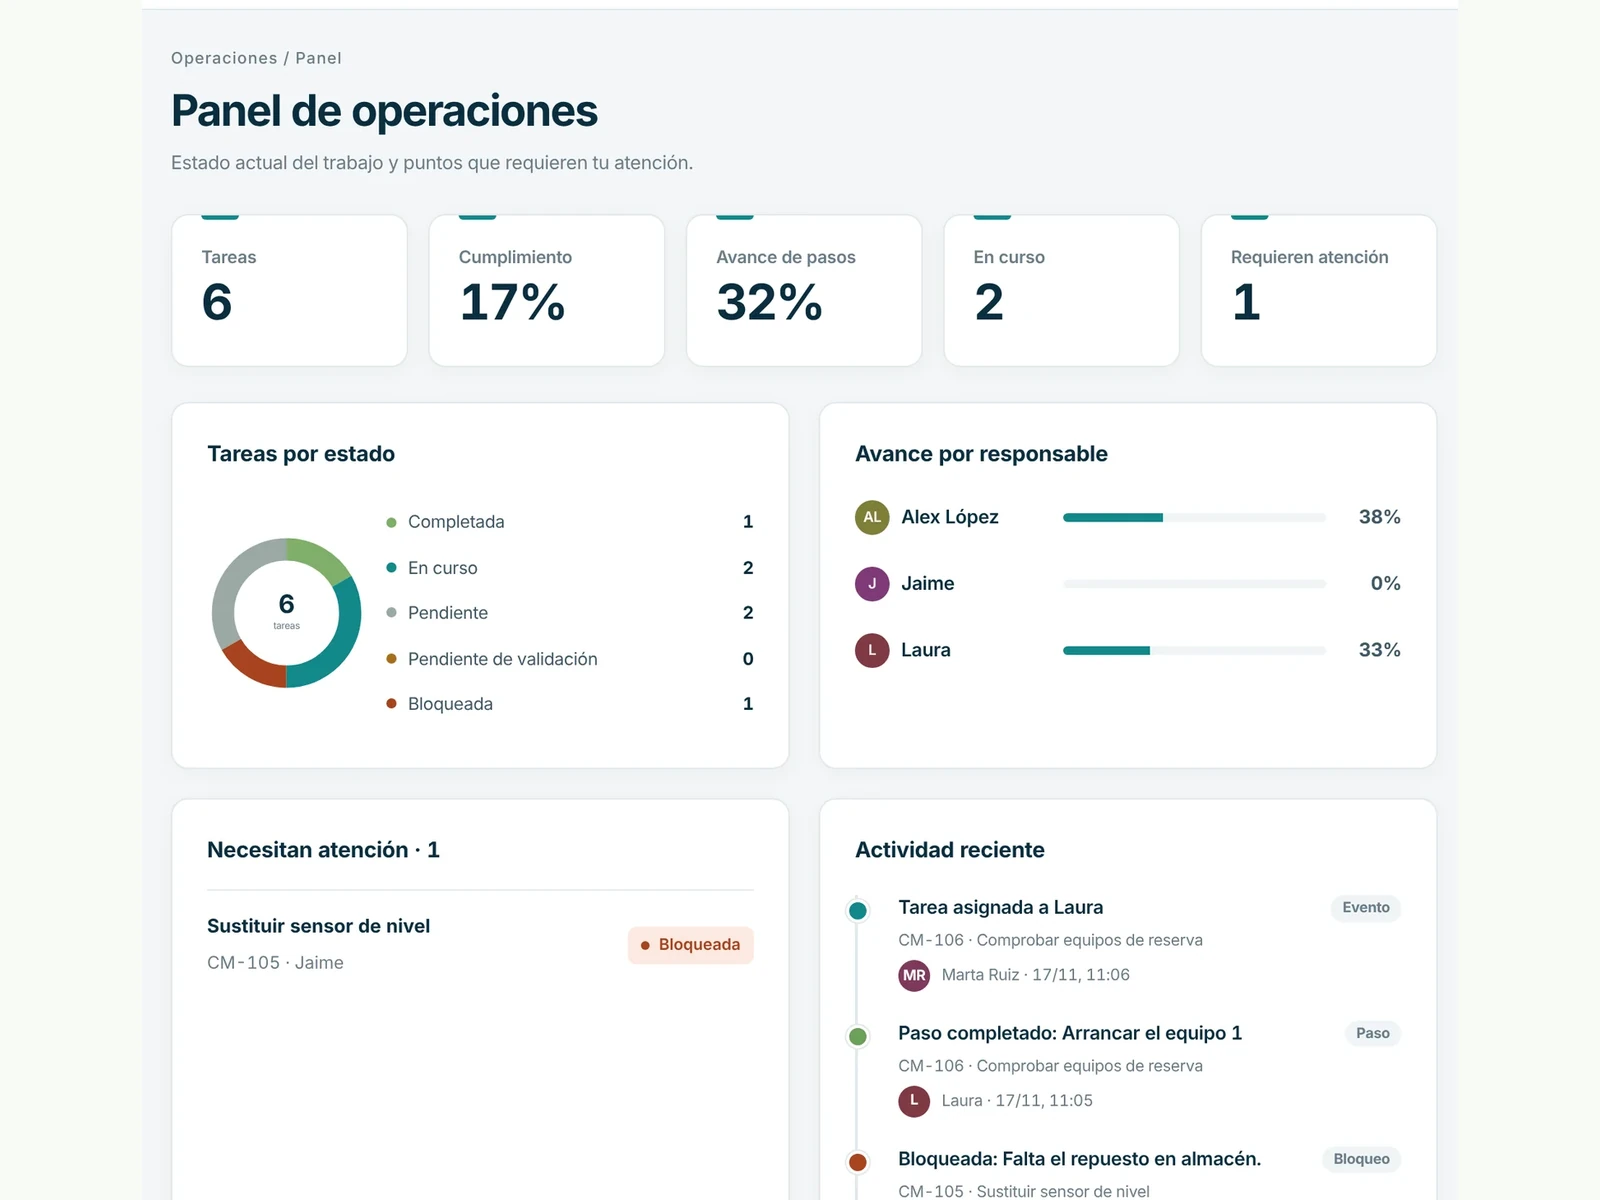 Operaciones / Panel
Panel de operaciones
Estado actual del trabajo y puntos que requieren tu atención.
Tareas
6
Cumplimiento
17%
Avance de pasos
32%
En curso
2
Requieren atención
1
Tareas por estado
6
tareas
Completada 1
En curso 2
Pendiente 2
Pendiente de validación 0
Bloqueada 1
Avance por responsable
AL Alex López 38%
J Jaime 0%
L Laura 33%
Necesitan atención · 1
Sustituir sensor de nivel
CM-105 · Jaime
Bloqueada
Actividad reciente
Tarea asignada a Laura Evento
CM-106 · Comprobar equipos de reserva
MR Marta Ruiz · 17/11, 11:06
Paso completado: Arrancar el equipo 1 Paso
CM-106 · Comprobar equipos de reserva
L Laura · 17/11, 11:05
Bloqueada: Falta el repuesto en almacén. Bloqueo
CM-105 · Sustituir sensor de nivel